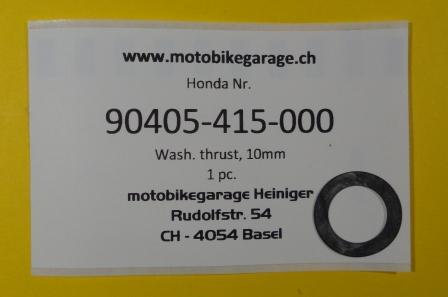 www.motobikegarage.ch
Honda Nr.
90405-415-000
Wash. thrust, 10mm
1 pc.
motobikegarage Heiniger
Rudolfstr. 54
CH - 4054 Basel